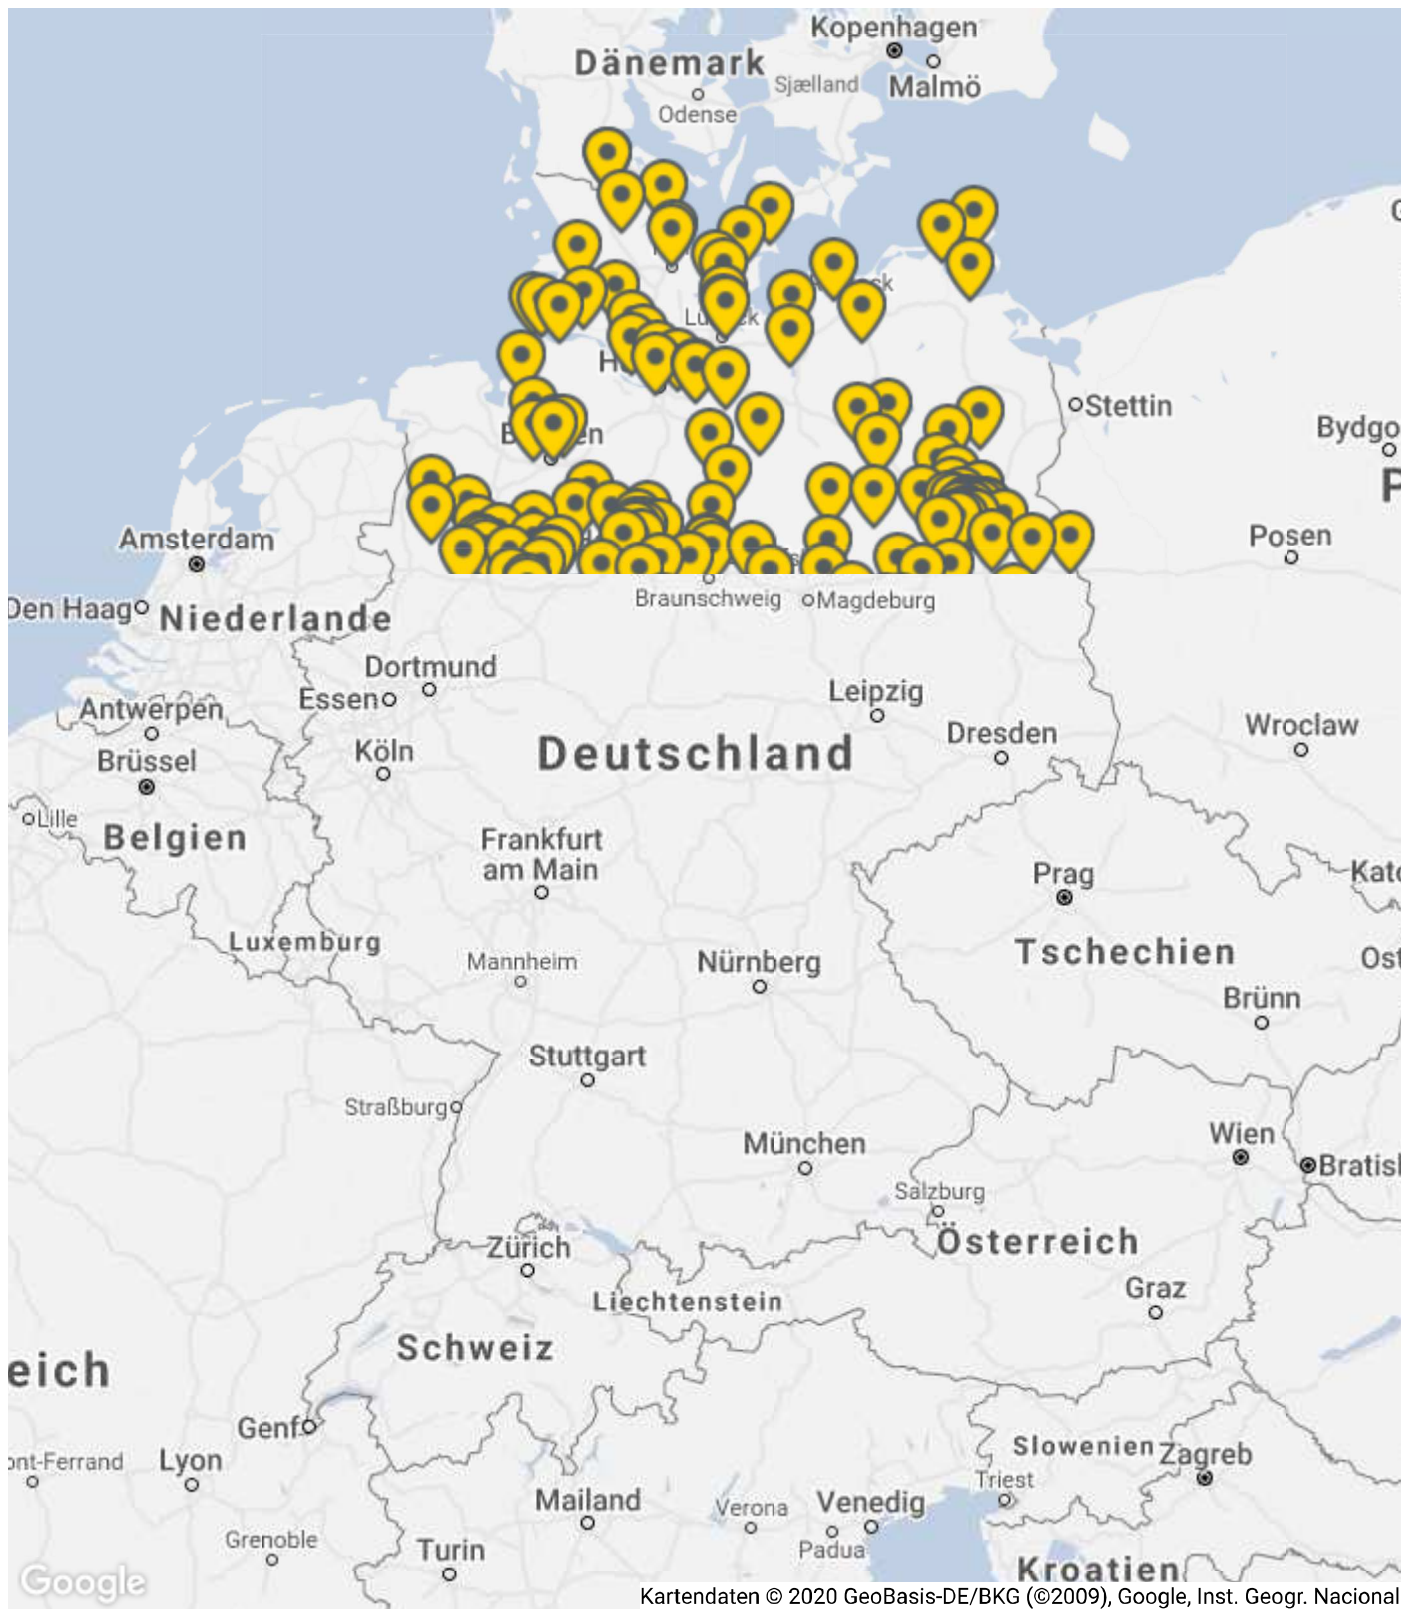 Kopenhagen
Dänemark
Sjælland
Malmö
Odense
Stettin
Bydgo
P
Amsterdam
Posen
Den Haag
Niederlande
Braunschweig
Magdeburg
Dortmund
Essen
Leipzig
Antwerpen
Wroclaw
Dresden
Köln
Deutschland
Brüssel
Lille
Belgien
Frankfurt
am Main
Prag
Kato
Luxemburg
Tschechien
Mannheim
Nürnberg
Ost
Brünn
Stuttgart
Straßburg
Wien
München
Bratisl
Salzburg
Österreich
Zürich
Graz
Liechtenstein
Schweiz
eich
Genf
Slowenien
Zagreb
ont-Ferrand
Lyon
Triest
Mailand
Verona
Venedig
Grenoble
Turin
Padua
Kroatien
Google
Kartendaten © 2020 GeoBasis-DE/BKG (©2009), Google, Inst. Geogr. Nacional